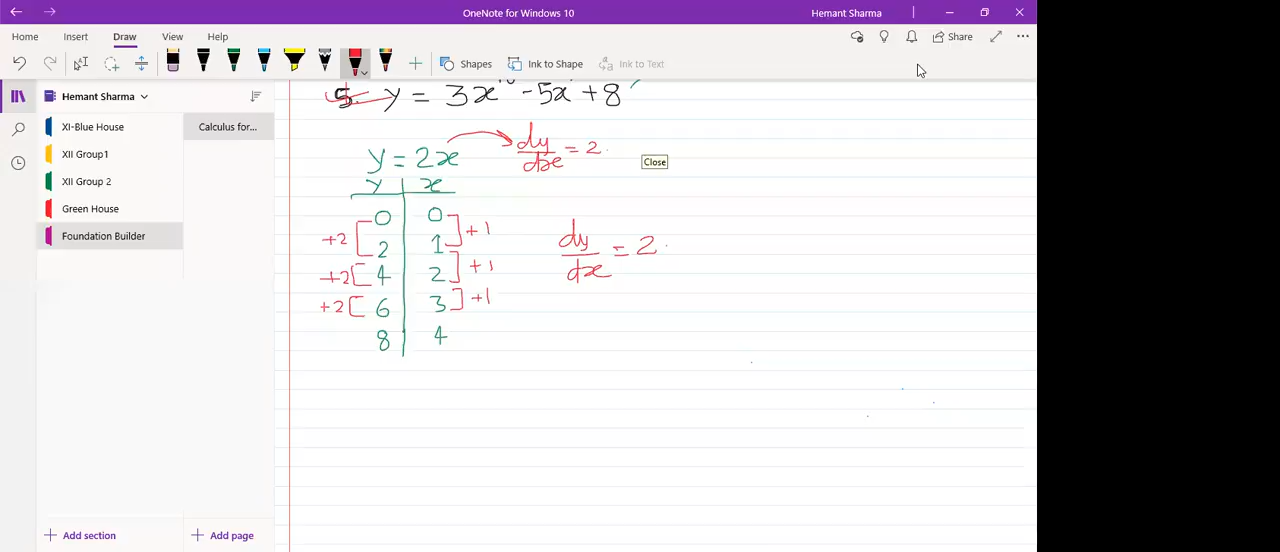 OneNote for Windows 10
Hemant Sharma
Home Insert Draw View Help
Share
Shapes Ink to Shape Ink to Text
Hemant Sharma
XI-Blue House
XII Group1
XII Group 2
Green House
Foundation Builder
Calculus for...
Add section
Add page
Close
5. y = 3x -5x +8
y = 2x dy/dx = 2
y x
0 0
+2 +1
2 1
+2 4 2 +1
+2 6 3 +1
8 4
dy/dx = 2